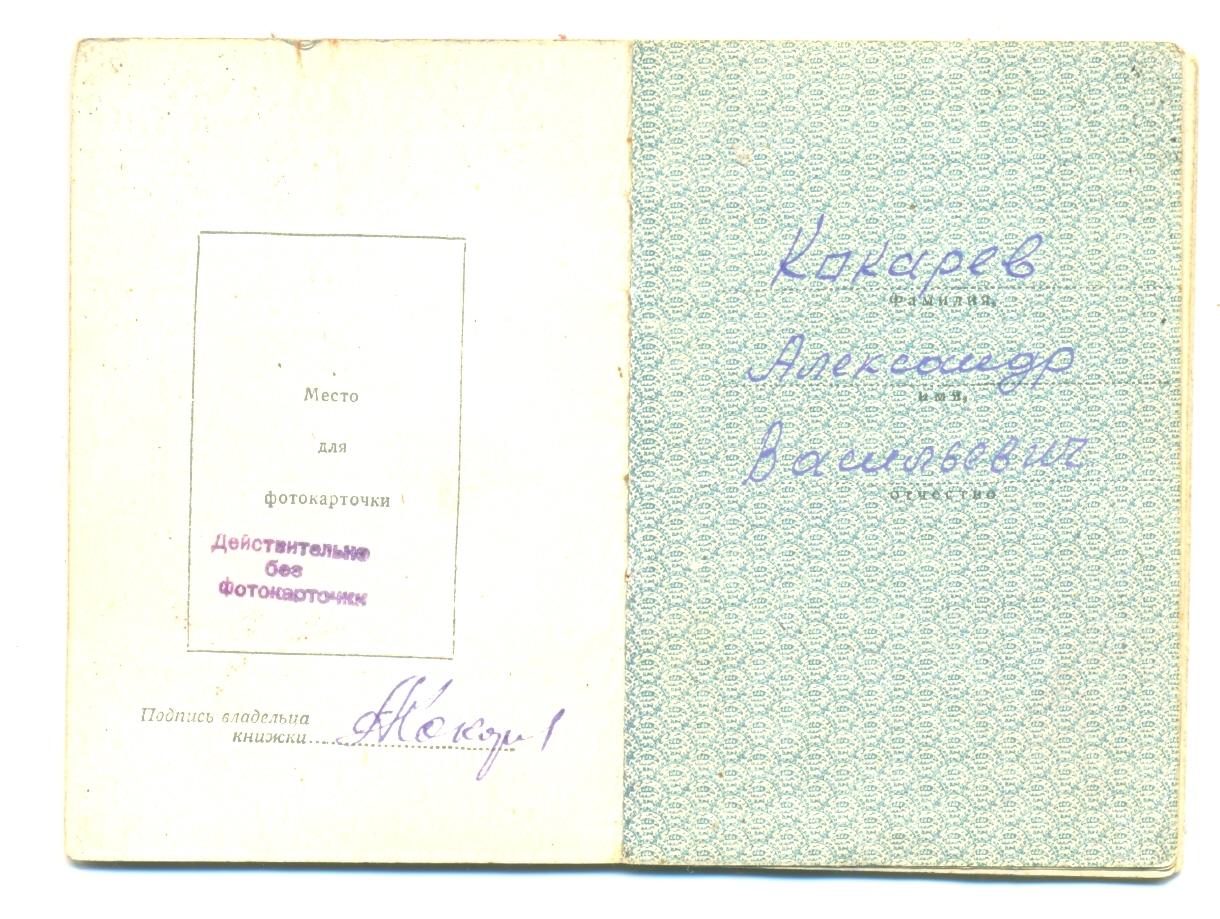 Место
для
фотокарточки
Действительно
без
фотокарточки
Подпись владельца
книжки
Кокарев
фамилия,
Александр
имя,
Васильевич
отчество